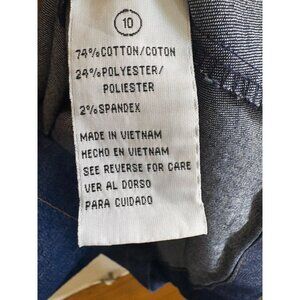 10
74%COTTON/COTON
24%POLYESTER/
POLIESTER
2%SPANDEX
MADE IN VIETNAM
HECHO EN VIETNAM
SEE REVERSE FOR CARE
VER AL DORSO
PARA CUIDADO